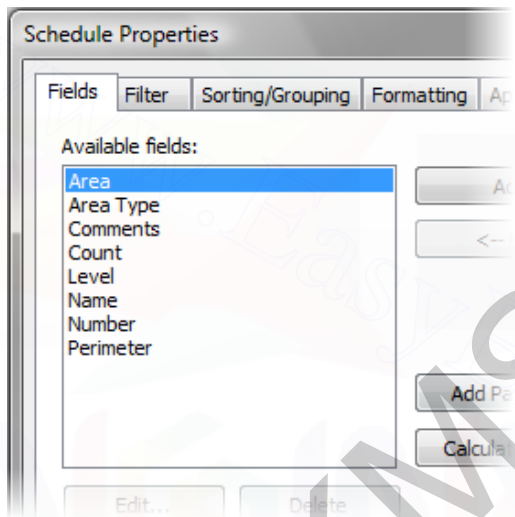 Schedule Properties
Fields Filter Sorting/Grouping Formatting
Available fields:
Area
Area Type
Comments
Count
Level
Name
Number
Perimeter
<--
Add
Edit... Delete